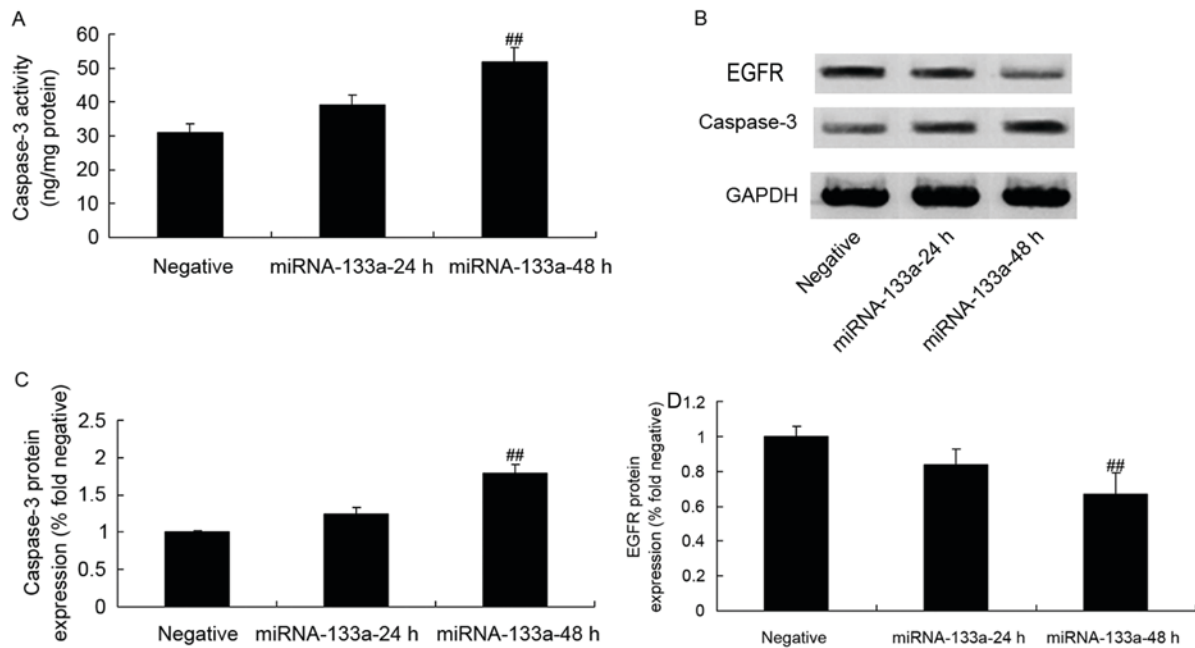 A
Caspase-3 activity
(ng/mg protein)
60
50
40
30
20
10
0
##
Negative
miRNA-133a-24 h
miRNA-133a-48 h
B
EGFR
Caspase-3
GAPDH
Negative
miRNA-133a-24 h
miRNA-133a-48 h
C
Caspase-3 protein
expression (% fold negative)
2.5
2
1.5
1
0.5
0
##
Negative
miRNA-133a-24 h
miRNA-133a-48 h
D
EGFR protein
expression (% fold negative)
1.2
1
0.8
0.6
0.4
0.2
0
##
Negative
miRNA-133a-24 h
miRNA-133a-48 h